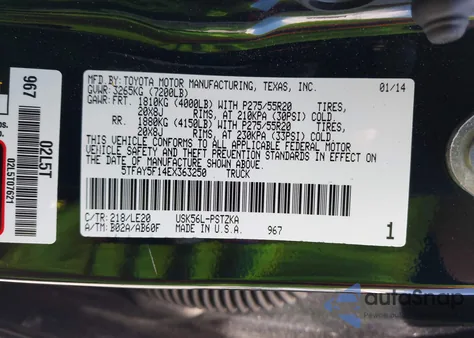 MFD. BY: TOYOTA MOTOR MANUFACTURING, TEXAS, INC. 01/14
GVWR: 3265KG (7200LB)
GAWR: FRT. 1810KG (4000LB) WITH P275/55R20 TIRES,
20X8J RIMS, AT 210KPA (30PSI) COLD
RR. 1880KG (4150LB) WITH P275/55R20 TIRES,
20X8J RIMS, AT 230KPA (33PSI) COLD
THIS VEHICLE CONFORMS TO ALL APPLICABLE FEDERAL MOTOR
VEHICLE SAFETY AND THEFT PREVENTION STANDARDS IN EFFECT ON
THE DATE OF MANUFACTURE SHOWN ABOVE.
5TFAY5F14EX363250 TRUCK
C/TR: 218/LE20 USK56L-PSTZKA
A/TM: B02A/AB60F MADE IN U.S.A. 967
1
967
02L5T
02L5T07621
autoSnap